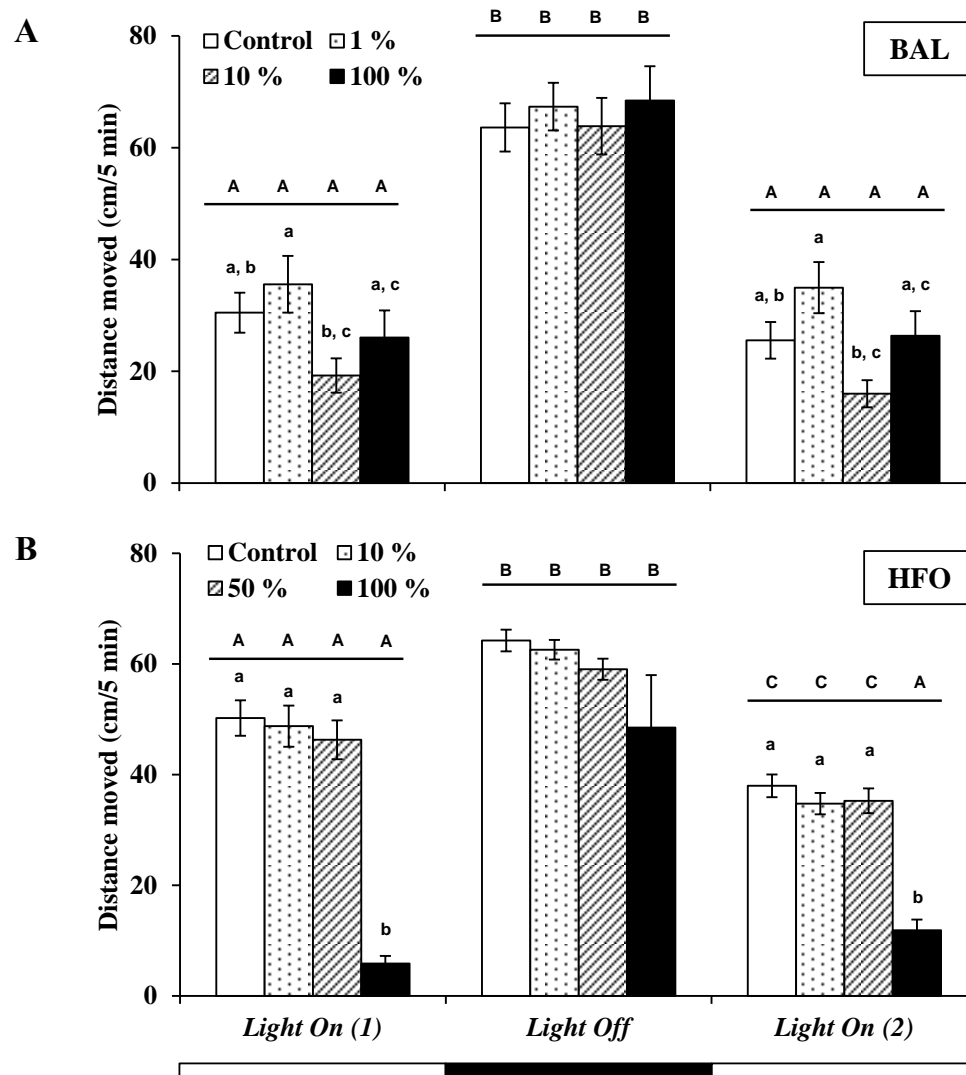 A
80
Control
1 %
10 %
100 %
B B B B
BAL
60
A A A A
A A A A
40
a, b
a
b, c
a, c
a, b
a
b, c
a, c
20
0
Distance moved (cm/5 min)
B
80
Control
10 %
50 %
100 %
B B B B
HFO
60
A A A A
C C C A
a
a
a
b
a
a
a
b
40
20
0
Distance moved (cm/5 min)
Light On (1)
Light Off
Light On (2)